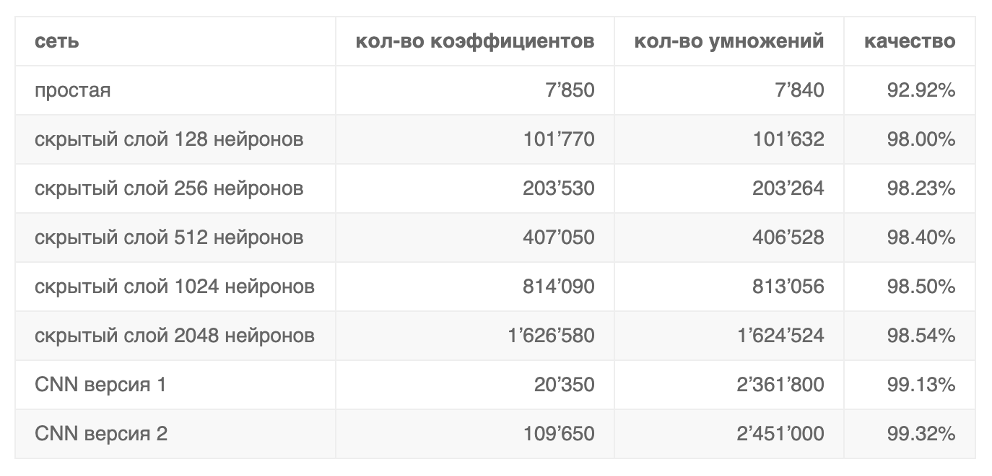 сеть кол-во коэффициентов кол-во умножений качество
простая 7’850 7’840 92.92%
скрытый слой 128 нейронов 101’770 101’632 98.00%
скрытый слой 256 нейронов 203’530 203’264 98.23%
скрытый слой 512 нейронов 407’050 406’528 98.40%
скрытый слой 1024 нейронов 814’090 813’056 98.50%
скрытый слой 2048 нейронов 1’626’580 1’624’524 98.54%
CNN версия 1 20’350 2’361’800 99.13%
CNN версия 2 109’650 2’451’000 99.32%